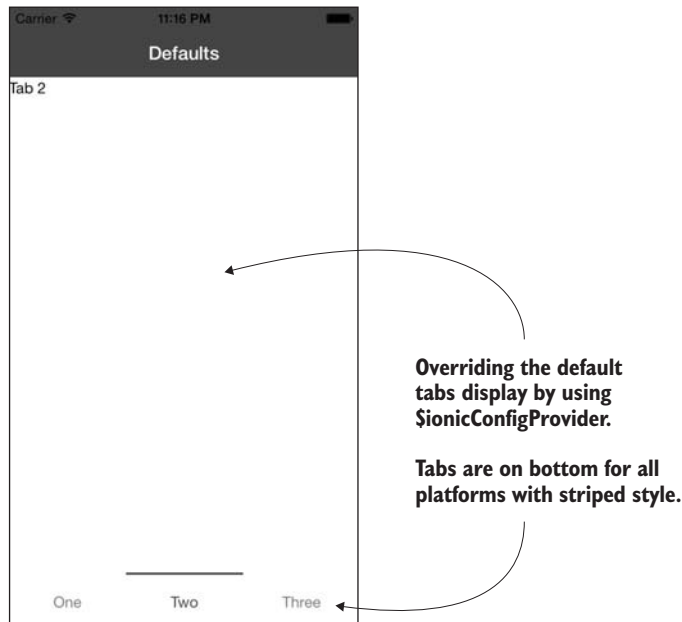 Carrier 11:16 PM
Defaults
Tab 2
Overriding the default
tabs display by using
$ionicConfigProvider.
Tabs are on bottom for all
platforms with striped style.
One Two Three